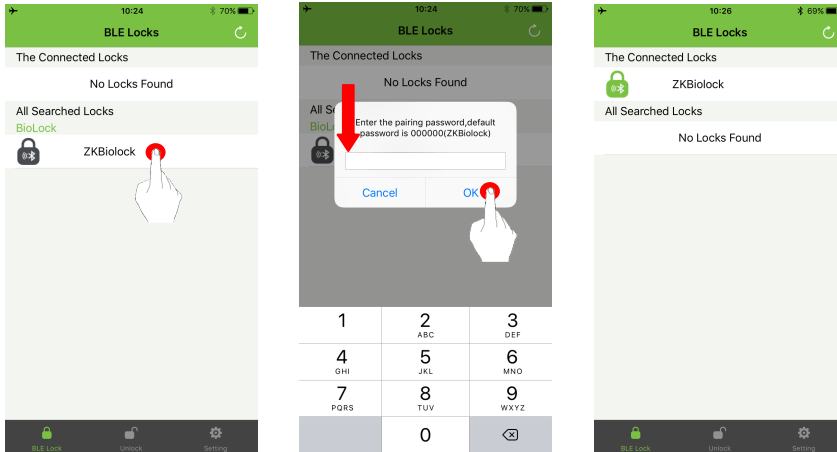 10:24
70%
BLE Locks
The Connected Locks
No Locks Found
All Searched Locks
BioLock
ZKBiolock
BLE Lock
Unlock
Setting
10:24
70%
BLE Locks
The Connected Locks
No Locks Found
All S
BioL
Enter the pairing password,default
password is 000000(ZKBiolock)
Cancel
OK
1
2
ABC
3
DEF
4
GHI
5
JKL
6
MNO
7
PQRS
8
TUV
9
WXYZ
0
10:26
69%
BLE Locks
The Connected Locks
ZKBiolock
All Searched Locks
No Locks Found
BLE Lock
Unlock
Setting